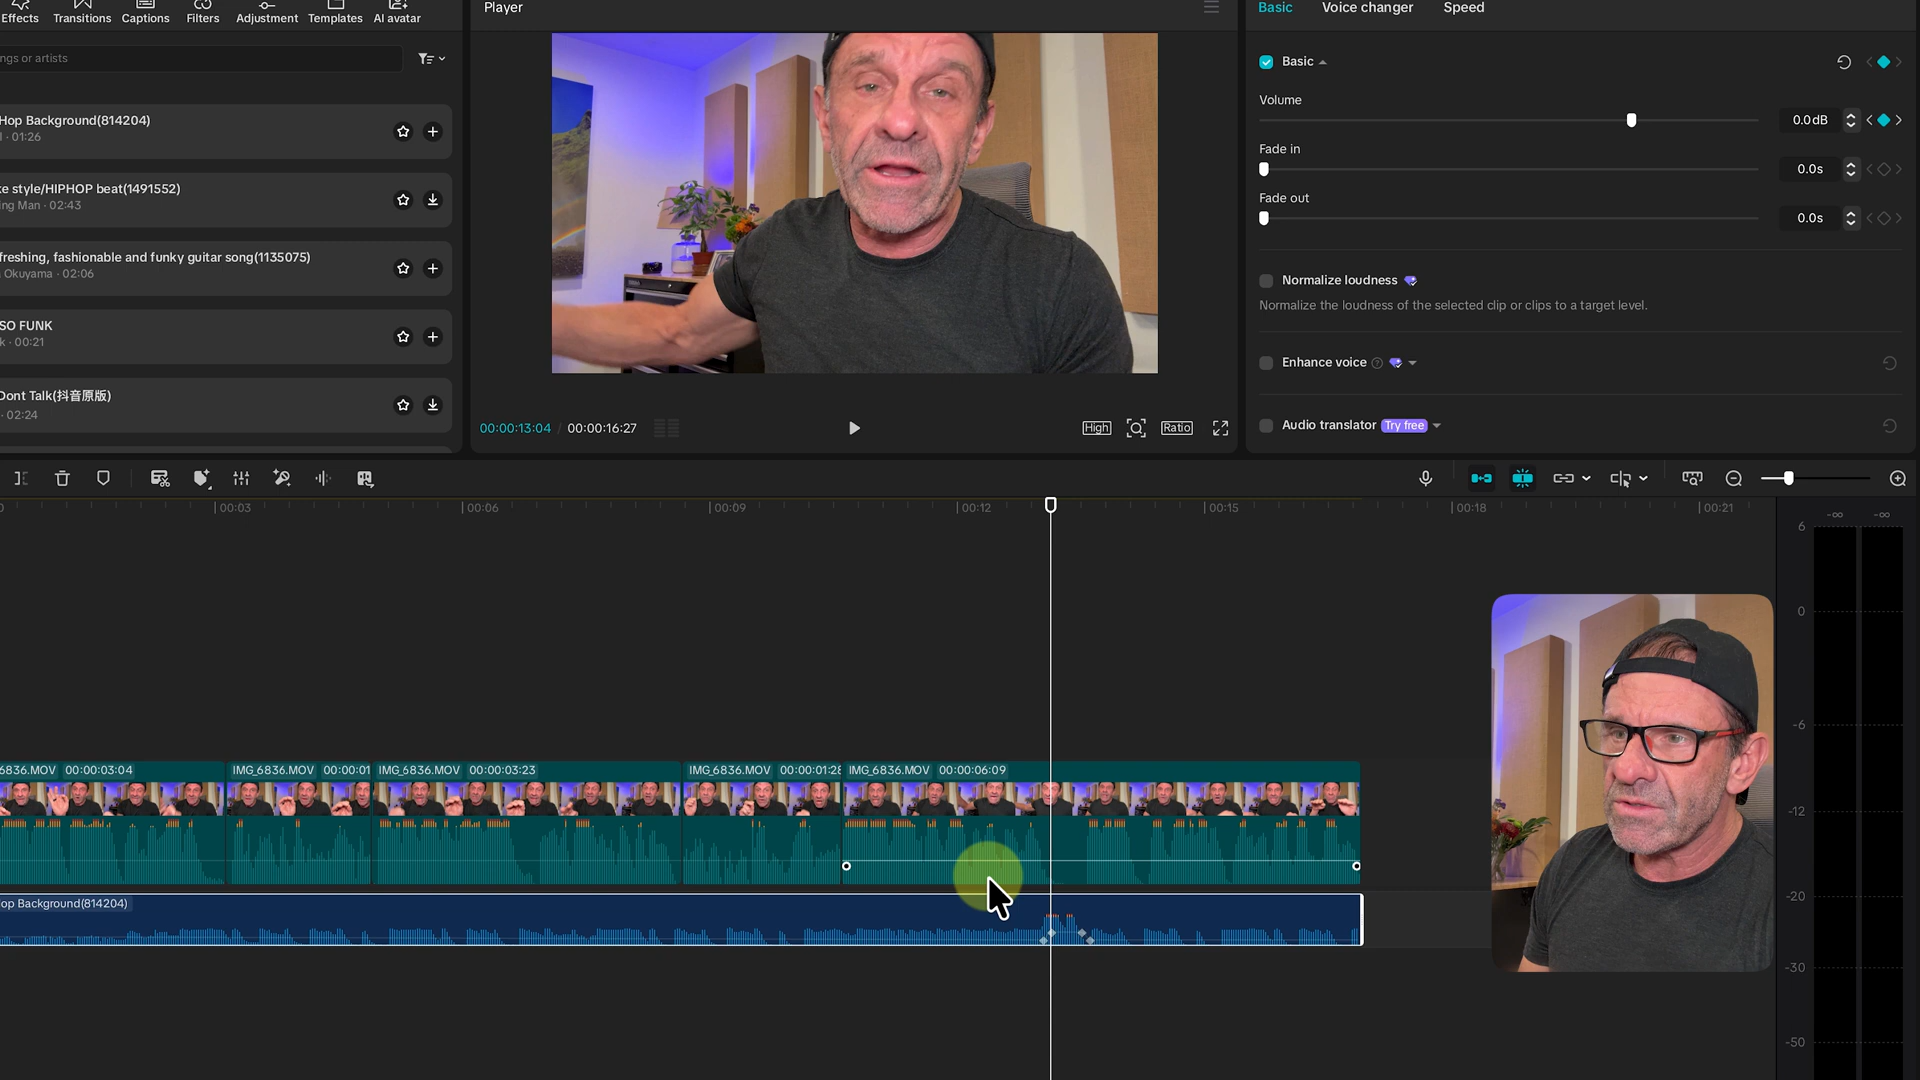 Effects Transitions Captions Filters Adjustment Templates AI avatar
ngs or artists
Hop Background(814204)
01:26
ke style/HIPHOP beat(1491552)
ng Man · 02:43
freshing, fashionable and funky guitar song(1135075)
Okuyama · 02:06
SO FUNK
k · 00:21
Dont Talk(抖音原版)
· 02:24
Player
00:00:13:04 / 00:00:16:27
High
Ratio
Basic Voice changer Speed
Basic
Volume
0.0dB
Fade in
0.0s
Fade out
0.0s
Normalize loudness
Normalize the loudness of the selected clip or clips to a target level.
Enhance voice
Audio translator Try free
0 00:03 00:06 00:09 00:12 00:15 00:18 00:21
6836.MOV 00:00:03:04
IMG_6836.MOV 00:00:01
IMG_6836.MOV 00:00:03:23
IMG_6836.MOV 00:00:01:28
IMG_6836.MOV 00:00:06:09
op Background(814204)
-∞ -∞
6
0
-6
-12
-20
-30
-50